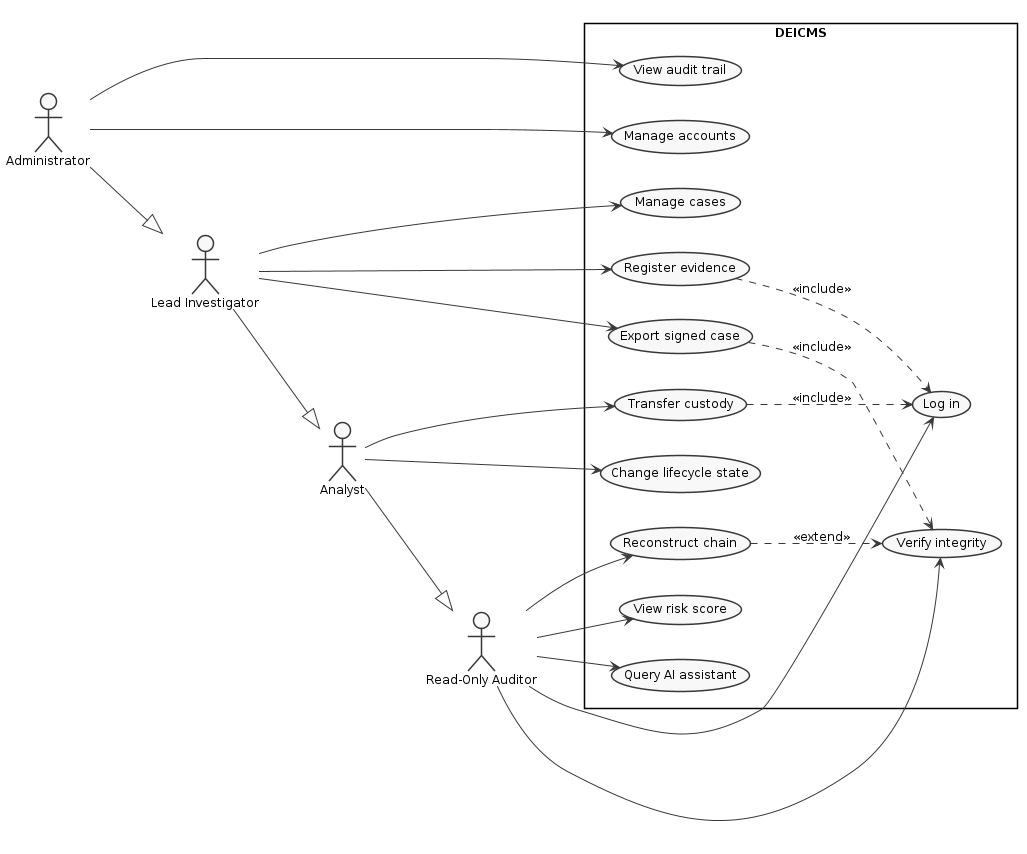 DEICMS
View audit trail
Manage accounts
Administrator
Manage cases
Lead Investigator
Register evidence
«include»
Export signed case
«include»
Transfer custody
«include»
Log in
Change lifecycle state
Analyst
Reconstruct chain
«extend»
Verify integrity
View risk score
Query AI assistant
Read-Only Auditor